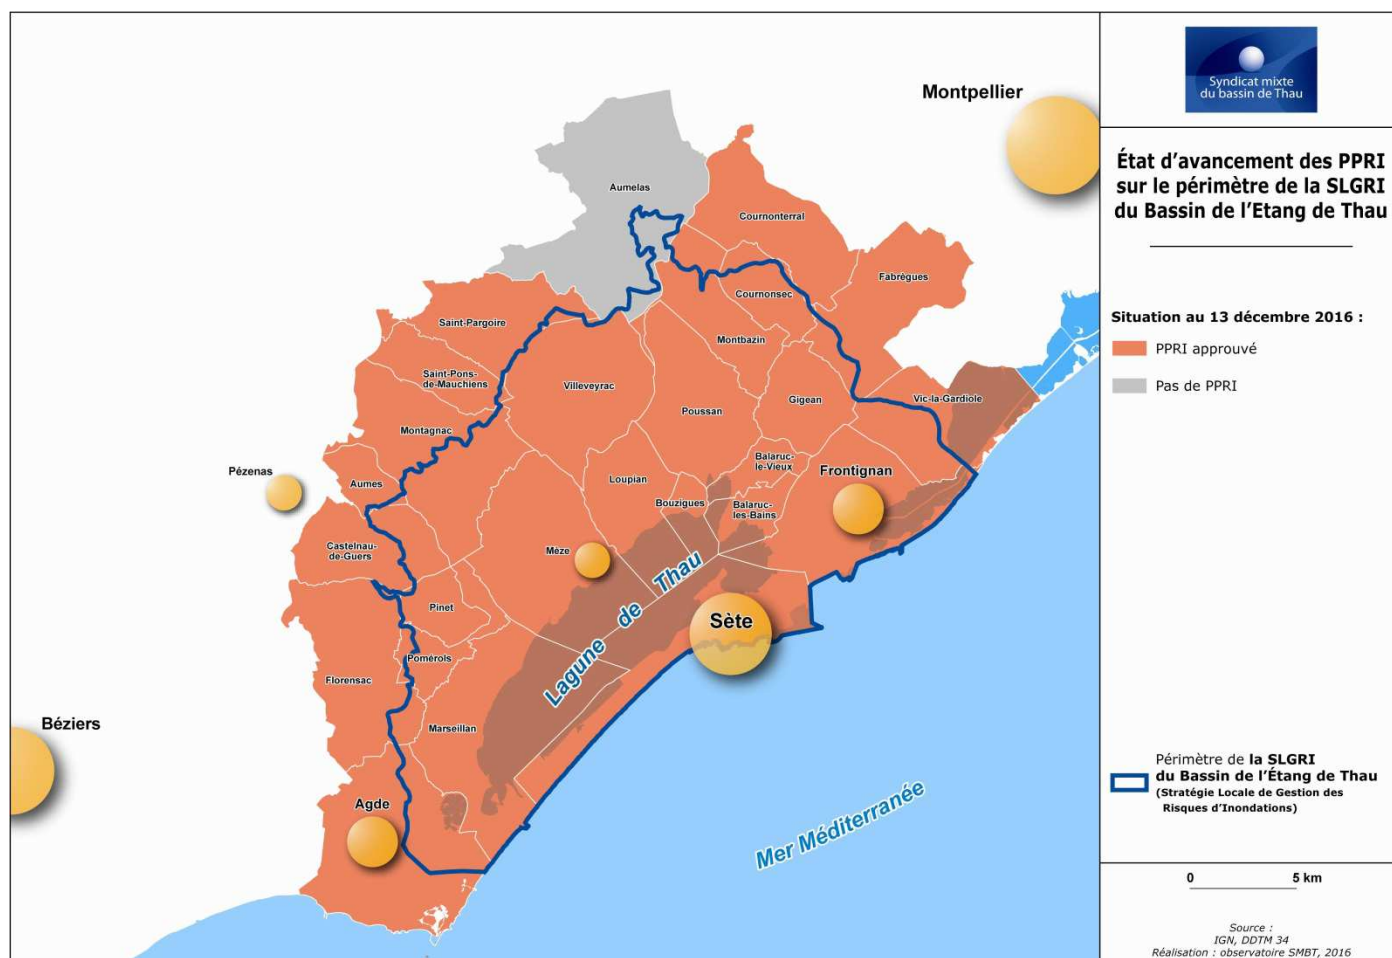 Montpellier
Aumelas
Cournonterral
Fabrègues
Cournonsec
Saint-Pargoire
Montbazin
Saint-Pons-
de-Mauchiens
Villeveyrac
Gigean
Vic-la-Gardiole
Poussan
Montagnac
Pézenas
Aumes
Loupian
Balaruc-
le-Vieux
Frontignan
Bouzigues
Balaruc-
les-Bains
Castelnau-
de-Guers
Mèze
Pinet
Sète
Lagune de Thau
Pomérols
Florensac
Béziers
Marseillan
Agde
Mer Méditerranée
Syndicat mixte
du bassin de Thau
État d’avancement des PPRI
sur le périmètre de la SLGRI
du Bassin de l’Etang de Thau
Situation au 13 décembre 2016 :
PPRI approuvé
Pas de PPRI
Périmètre de la SLGRI
du Bassin de l’Étang de Thau
(Stratégie Locale de Gestion des
Risques d’Inondations)
0 5 km
Source :
IGN, DDTM 34
Réalisation : observatoire SMBT, 2016